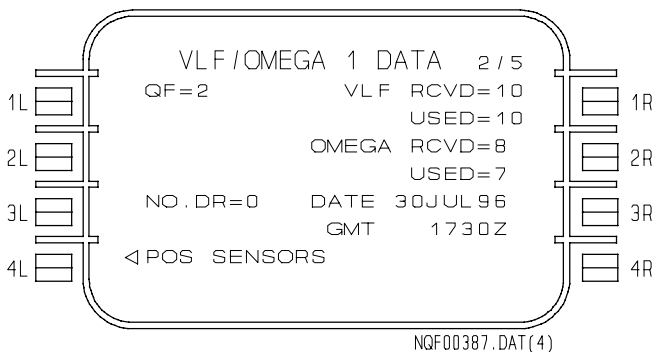 VLF/OMEGA 1 DATA 2/5
1L QF=2 VLF RCVD=10 1R
USED=10
2L OMEGA RCVD=8 2R
USED=7
3L NO.DR=0 DATE 30JUL96 3R
GMT 1730Z
4L ◁POS SENSORS 4R
NQF00387.DAT(4)